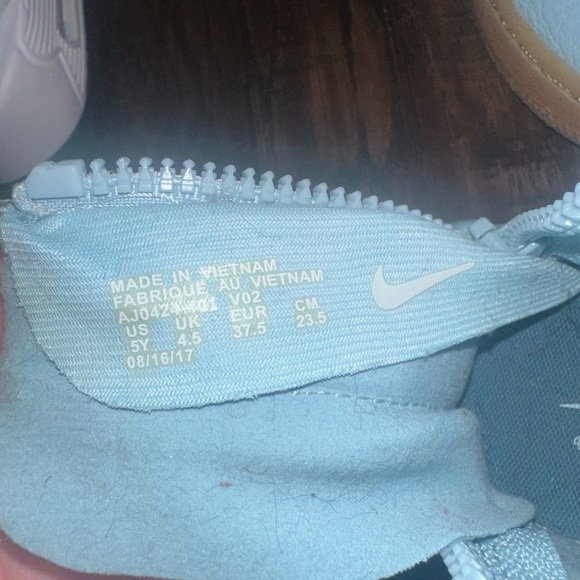 MADE IN VIETNAM
FABRIQUE AU VIETNAM
V02
US UK EUR CM
5Y 4.5 37.5 23.5
08/16/17